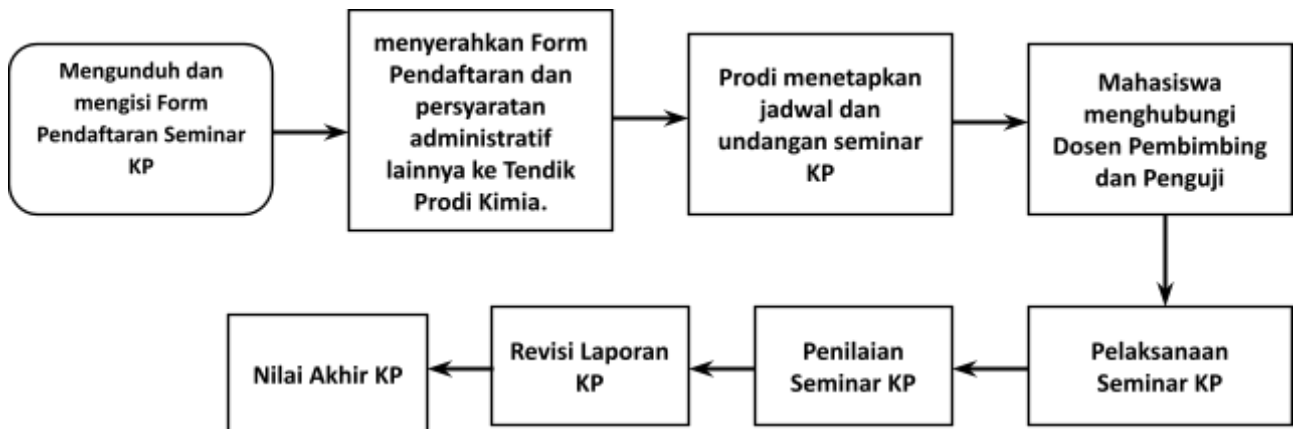 Mengunduh dan
mengisi Form
Pendaftaran Seminar
KP
menyerahkan Form
Pendaftaran dan
persyaratan
administratif
lainnya ke Tendik
Prodi Kimia.
Prodi menetapkan
jadwal dan
undangan seminar
KP
Mahasiswa
menghubungi
Dosen Pembimbing
dan Penguji
Pelaksanaan
Seminar KP
Penilaian
Seminar KP
Revisi Laporan
KP
Nilai Akhir KP